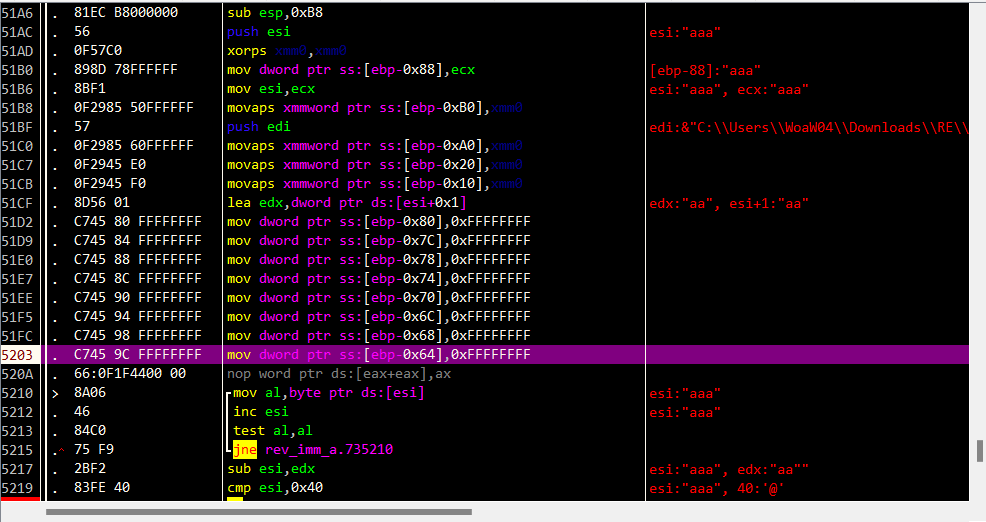 51A6 . 81EC B8000000 sub esp,0xB8
51AC . 56 push esi esi:"aaa"
51AD . 0F57C0 xorps xmm0,xmm0
51B0 . 898D 78FFFFFF mov dword ptr ss:[ebp-0x88],ecx [ebp-88]:"aaa"
51B6 . 8BF1 mov esi,ecx esi:"aaa", ecx:"aaa"
51B8 . 0F2985 50FFFFFF movaps xmmword ptr ss:[ebp-0xB0],xmm0
51BF . 57 push edi edi:&"C:\\Users\\WoaW04\\Downloads\\RE\\
51C0 . 0F2985 60FFFFFF movaps xmmword ptr ss:[ebp-0xA0],xmm0
51C7 . 0F2945 E0 movaps xmmword ptr ss:[ebp-0x20],xmm0
51CB . 0F2945 F0 movaps xmmword ptr ss:[ebp-0x10],xmm0
51CF . 8D56 01 lea edx,dword ptr ds:[esi+0x1] edx:"aa", esi+1:"aa"
51D2 . C745 80 FFFFFFFF mov dword ptr ss:[ebp-0x80],0xFFFFFFFF
51D9 . C745 84 FFFFFFFF mov dword ptr ss:[ebp-0x7C],0xFFFFFFFF
51E0 . C745 88 FFFFFFFF mov dword ptr ss:[ebp-0x78],0xFFFFFFFF
51E7 . C745 8C FFFFFFFF mov dword ptr ss:[ebp-0x74],0xFFFFFFFF
51EE . C745 90 FFFFFFFF mov dword ptr ss:[ebp-0x70],0xFFFFFFFF
51F5 . C745 94 FFFFFFFF mov dword ptr ss:[ebp-0x6C],0xFFFFFFFF
51FC . C745 98 FFFFFFFF mov dword ptr ss:[ebp-0x68],0xFFFFFFFF
5203 . C745 9C FFFFFFFF mov dword ptr ss:[ebp-0x64],0xFFFFFFFF
520A . 66:0F1F4400 00 nop word ptr ds:[eax+eax],ax
5210 > 8A06 mov al,byte ptr ds:[esi] esi:"aaa"
5212 . 46 inc esi esi:"aaa"
5213 . 84C0 test al,al
5215 .^ 75 F9 jne rev_imm_a.735210
5217 . 2BF2 sub esi,edx esi:"aaa", edx:"aa""
5219 . 83FE 40 cmp esi,0x40 esi:"aaa", 40:'@'